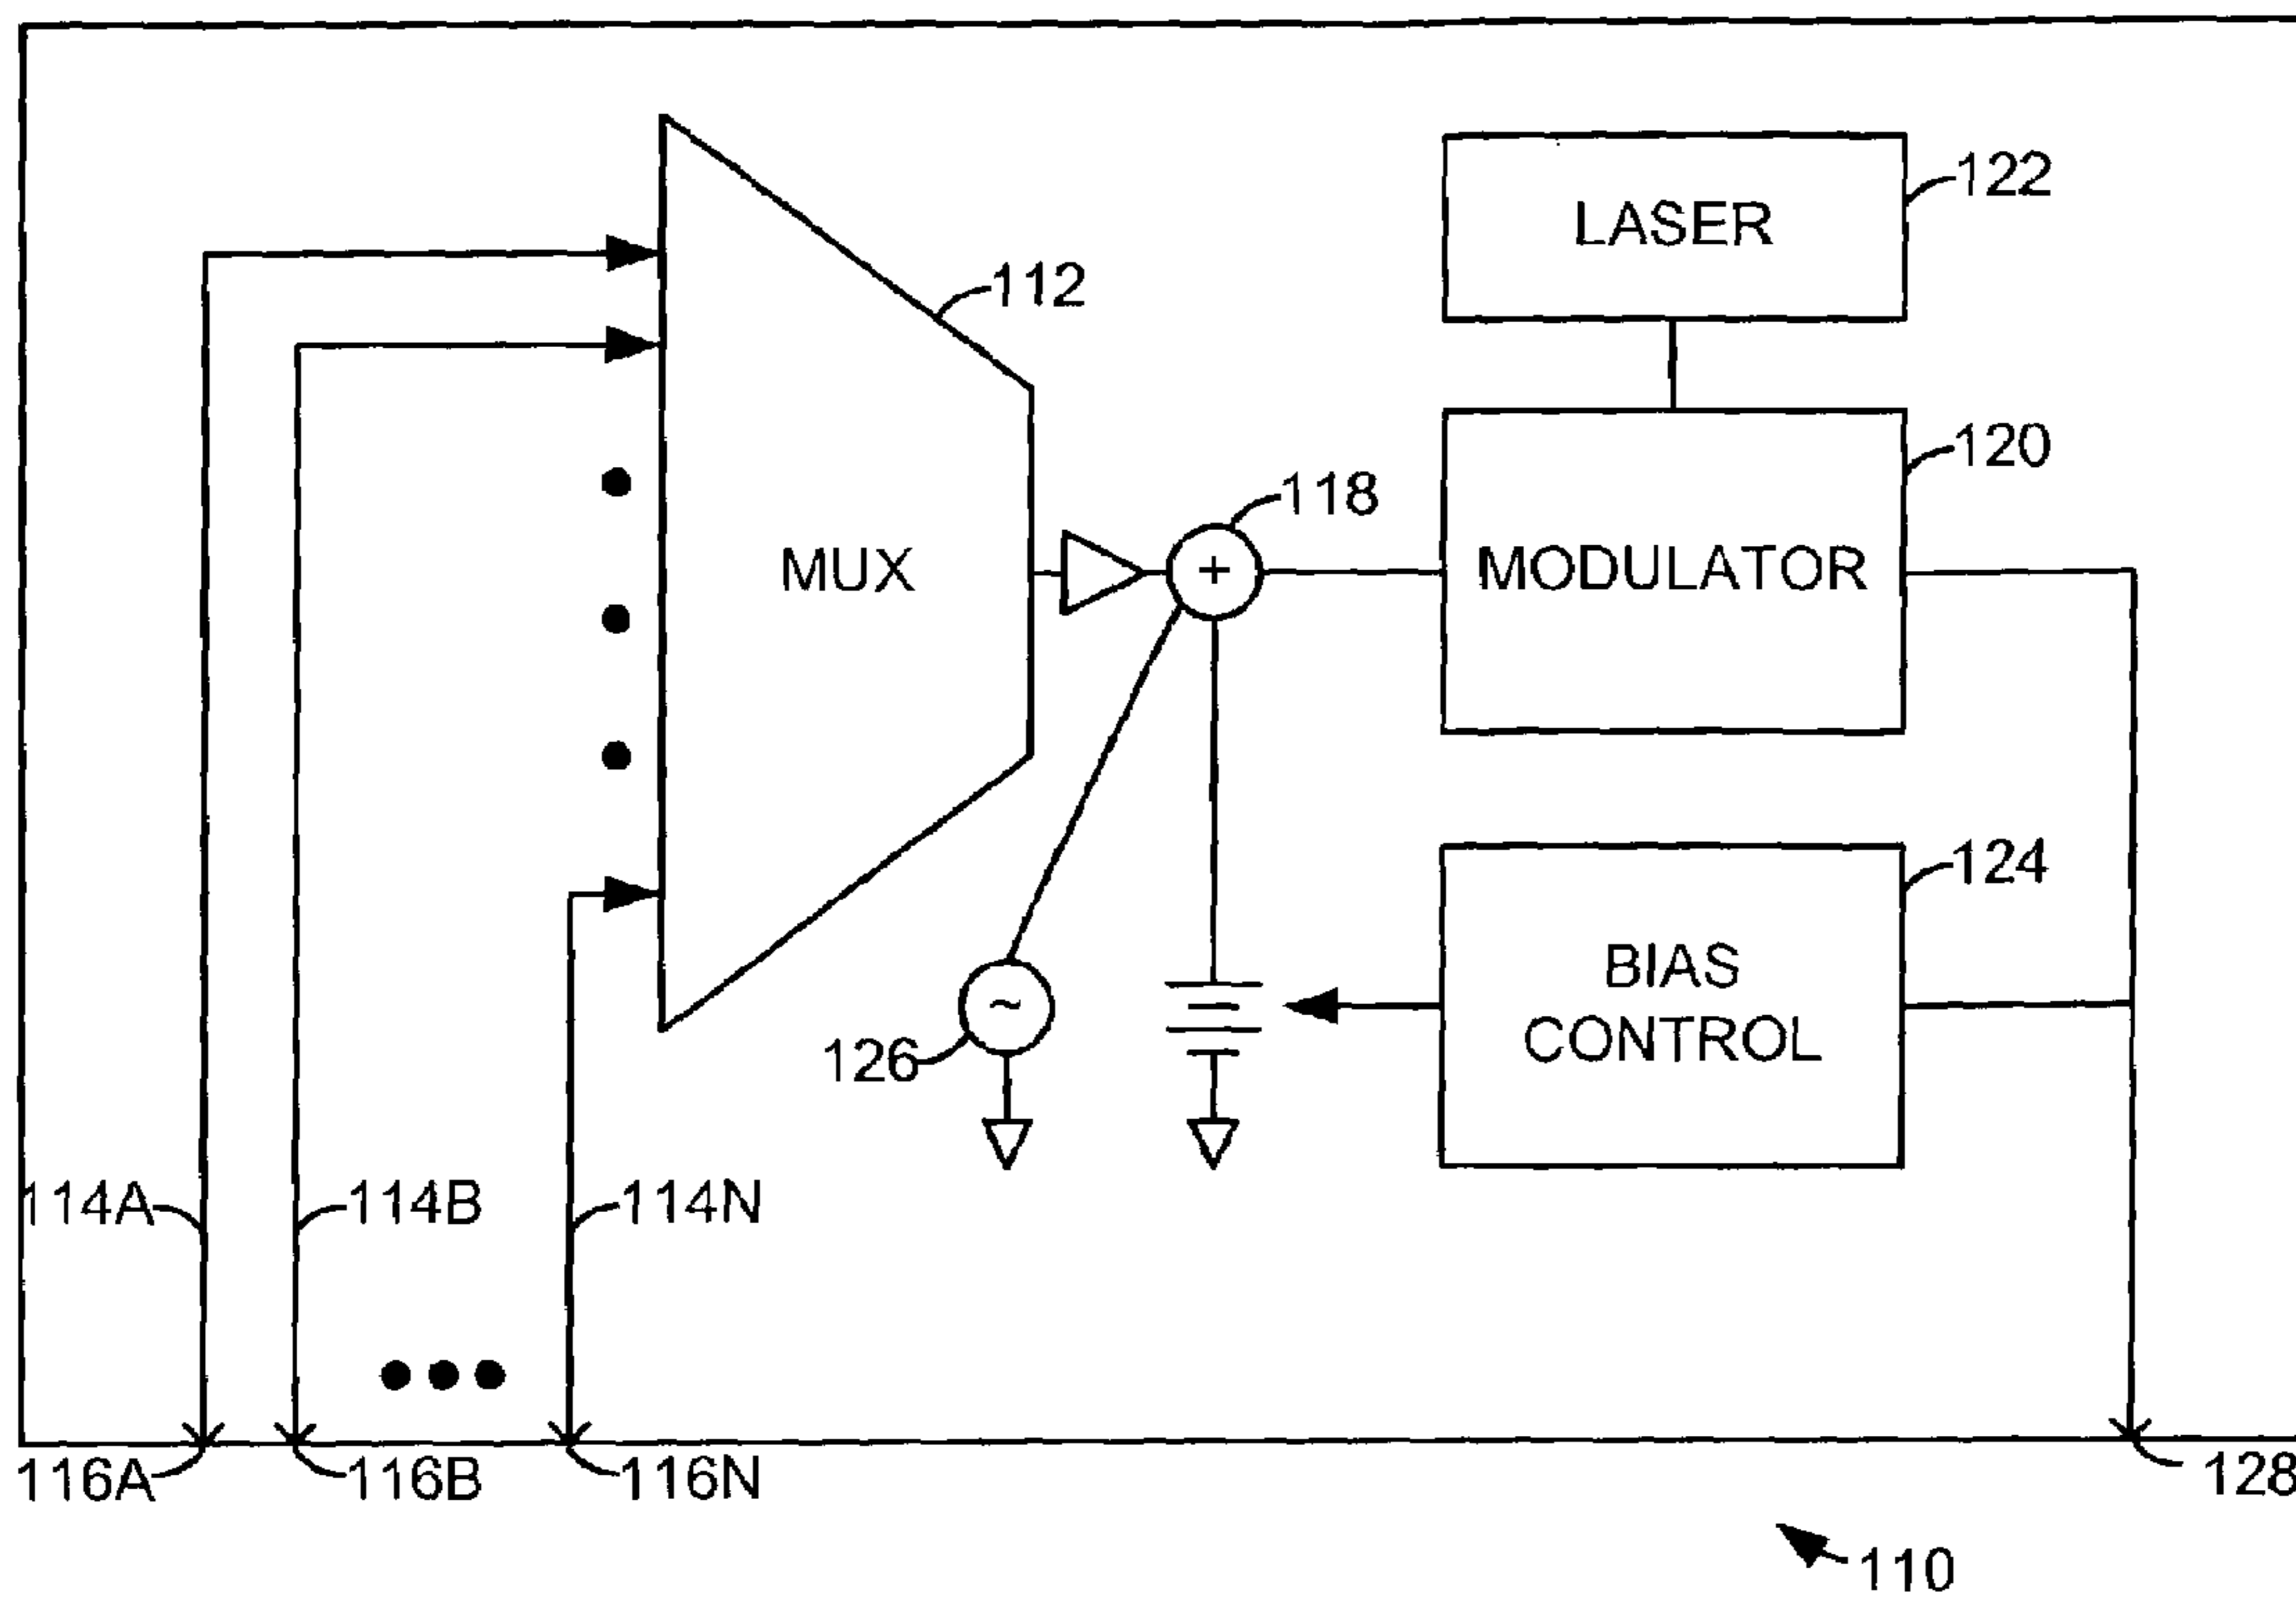 122
LASER
112
120
118
MUX
+
MODULATOR
124
BIAS
CONTROL
~
126
114A
114B
114N
116A
116B
116N
128
110